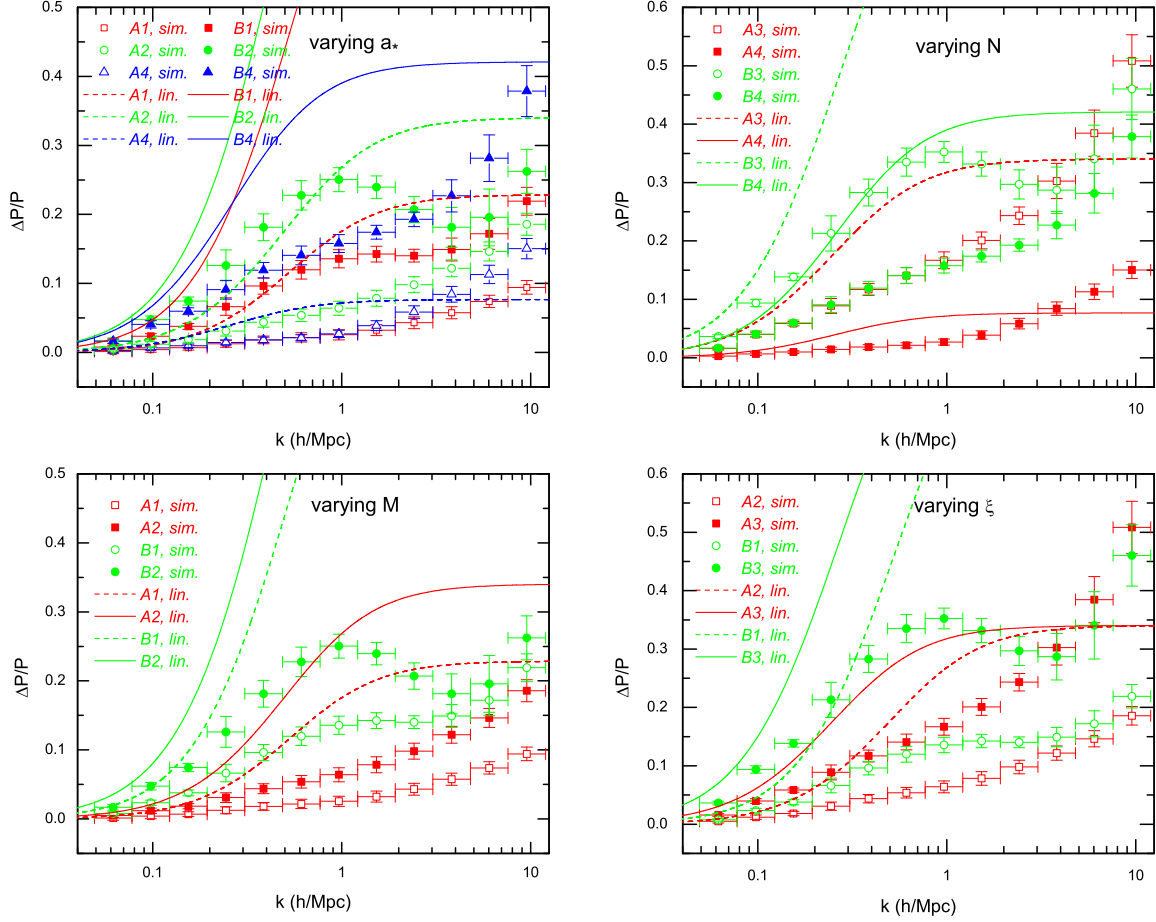 varying a*
A1, sim. B1, sim.
A2, sim. B2, sim.
A4, sim. B4, sim.
A1, lin. B1, lin.
A2, lin. B2, lin.
A4, lin. B4, lin.
0.5
0.4
0.3
0.2
0.1
0.0
ΔP/P
0.1 1 10
k (h/Mpc)
varying N
A3, sim.
A4, sim.
B3, sim.
B4, sim.
A3, lin.
A4, lin.
B3, lin.
B4, lin.
0.6
0.5
0.4
0.3
0.2
0.1
0.0
ΔP/P
0.1 1 10
k (h/Mpc)
varying M
A1, sim.
A2, sim.
B1, sim.
B2, sim.
A1, lin.
A2, lin.
B1, lin.
B2, lin.
0.5
0.4
0.3
0.2
0.1
0.0
ΔP/P
0.1 1 10
k (h/Mpc)
varying ξ
A2, sim.
A3, sim.
B1, sim.
B3, sim.
A2, lin.
A3, lin.
B1, lin.
B3, lin.
0.6
0.5
0.4
0.3
0.2
0.1
0.0
ΔP/P
0.1 1 10
k (h/Mpc)